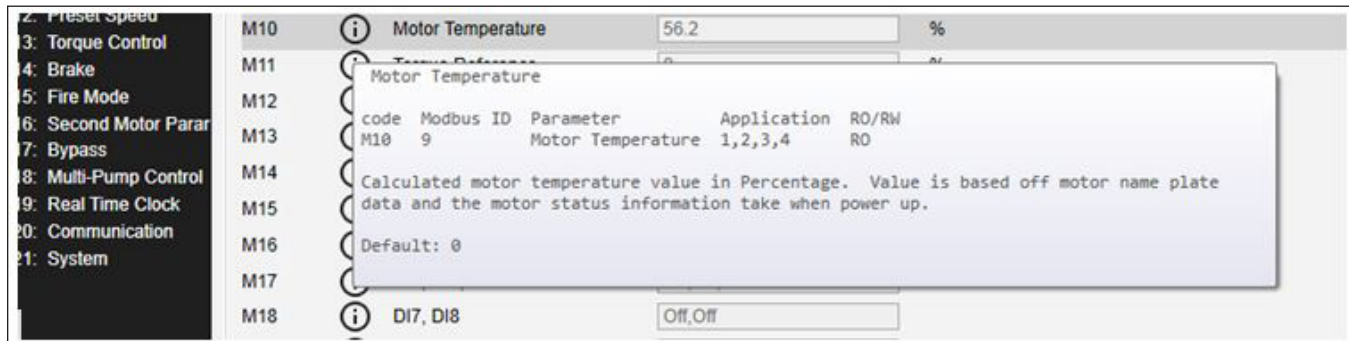 12: Preset Speed
13: Torque Control
14: Brake
15: Fire Mode
16: Second Motor Parar
17: Bypass
18: Multi-Pump Control
19: Real Time Clock
20: Communication
21: System
M10 Motor Temperature 56.2 %
M11 Torque Reference 0 %
Motor Temperature
code Modbus ID Parameter Application RO/RW
M10 9 Motor Temperature 1,2,3,4 RO
Calculated motor temperature value in Percentage. Value is based off motor name plate
data and the motor status information take when power up.
Default: 0
M12
M13
M14
M15
M16
M17
M18 DI7, DI8 Off,Off